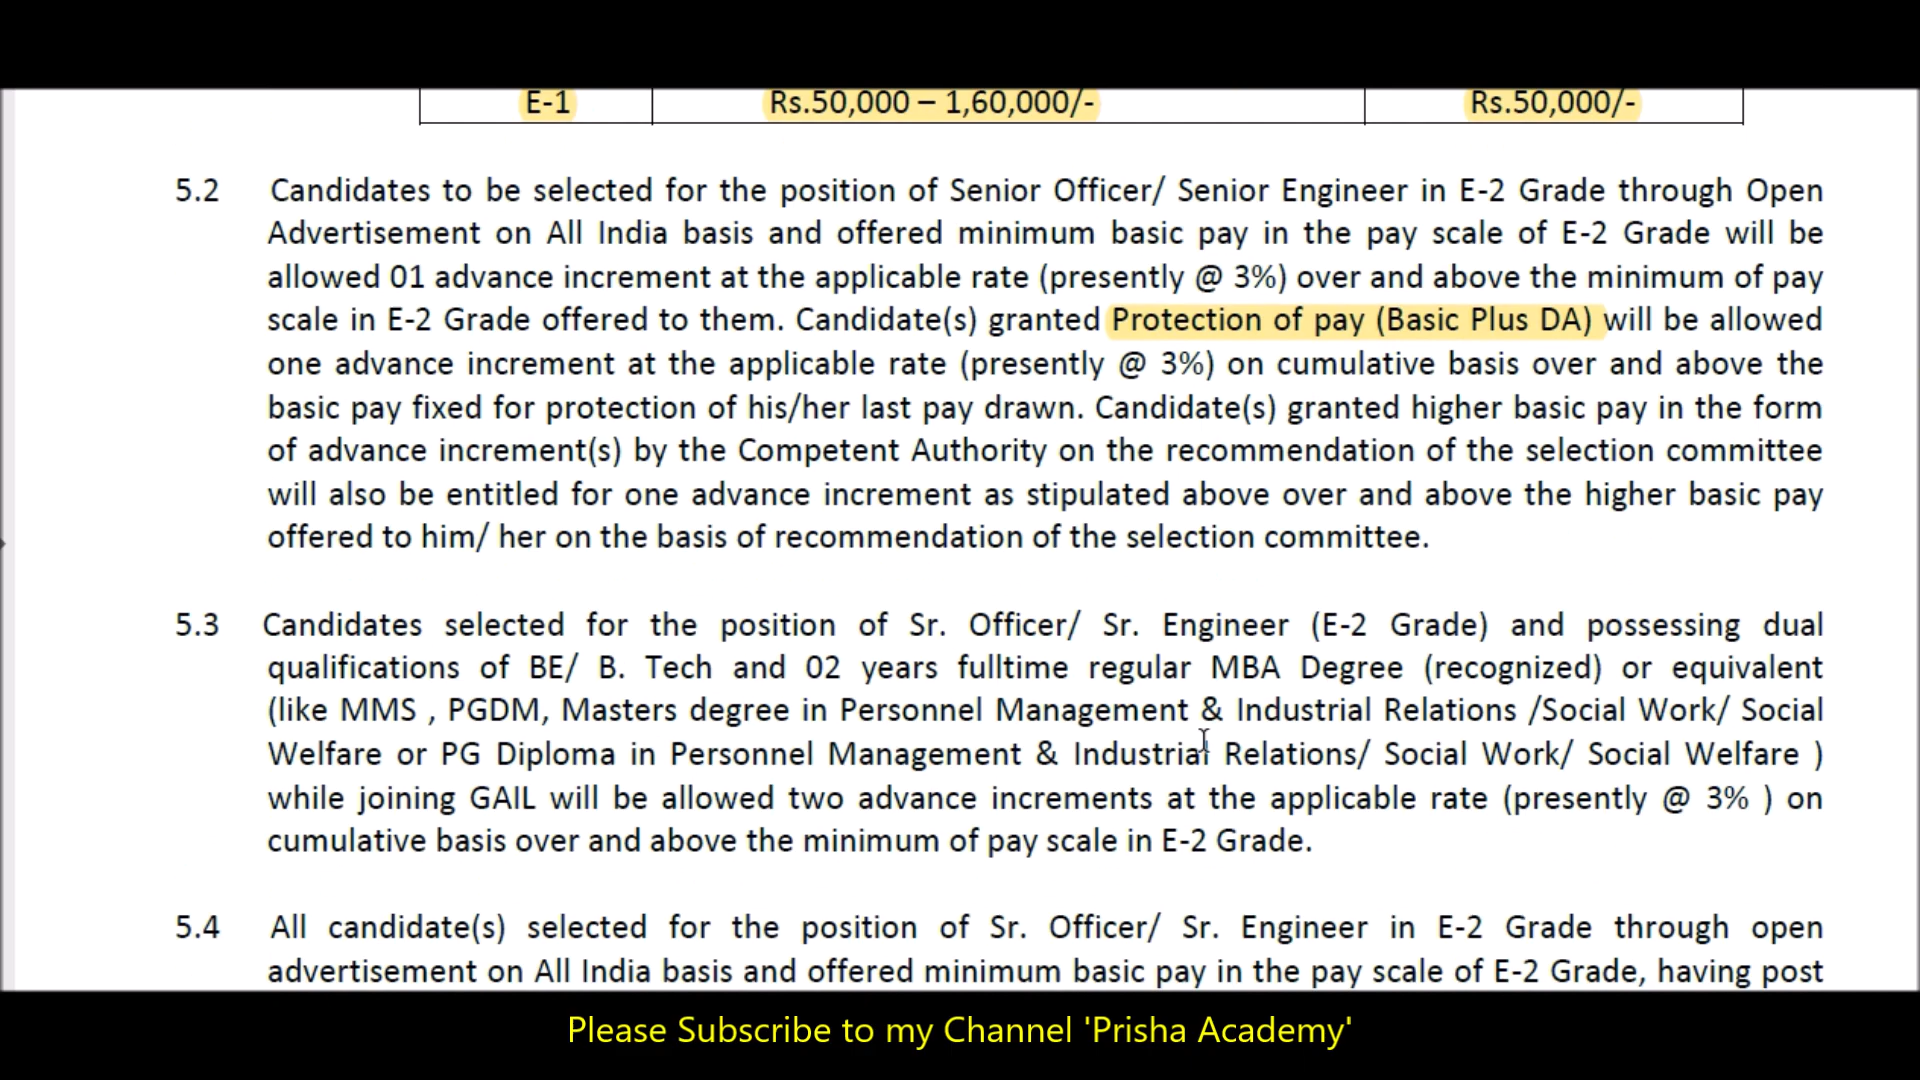 E-1 Rs.50,000 – 1,60,000/- Rs.50,000/-
5.2 Candidates to be selected for the position of Senior Officer/ Senior Engineer in E-2 Grade through Open
Advertisement on All India basis and offered minimum basic pay in the pay scale of E-2 Grade will be
allowed 01 advance increment at the applicable rate (presently @ 3%) over and above the minimum of pay
scale in E-2 Grade offered to them. Candidate(s) granted Protection of pay (Basic Plus DA) will be allowed
one advance increment at the applicable rate (presently @ 3%) on cumulative basis over and above the
basic pay fixed for protection of his/her last pay drawn. Candidate(s) granted higher basic pay in the form
of advance increment(s) by the Competent Authority on the recommendation of the selection committee
will also be entitled for one advance increment as stipulated above over and above the higher basic pay
offered to him/ her on the basis of recommendation of the selection committee.
5.3 Candidates selected for the position of Sr. Officer/ Sr. Engineer (E-2 Grade) and possessing dual
qualifications of BE/ B. Tech and 02 years fulltime regular MBA Degree (recognized) or equivalent
(like MMS , PGDM, Masters degree in Personnel Management & Industrial Relations /Social Work/ Social
Welfare or PG Diploma in Personnel Management & Industrial Relations/ Social Work/ Social Welfare )
while joining GAIL will be allowed two advance increments at the applicable rate (presently @ 3% ) on
cumulative basis over and above the minimum of pay scale in E-2 Grade.
5.4 All candidate(s) selected for the position of Sr. Officer/ Sr. Engineer in E-2 Grade through open
advertisement on All India basis and offered minimum basic pay in the pay scale of E-2 Grade, having post
Please Subscribe to my Channel 'Prisha Academy'